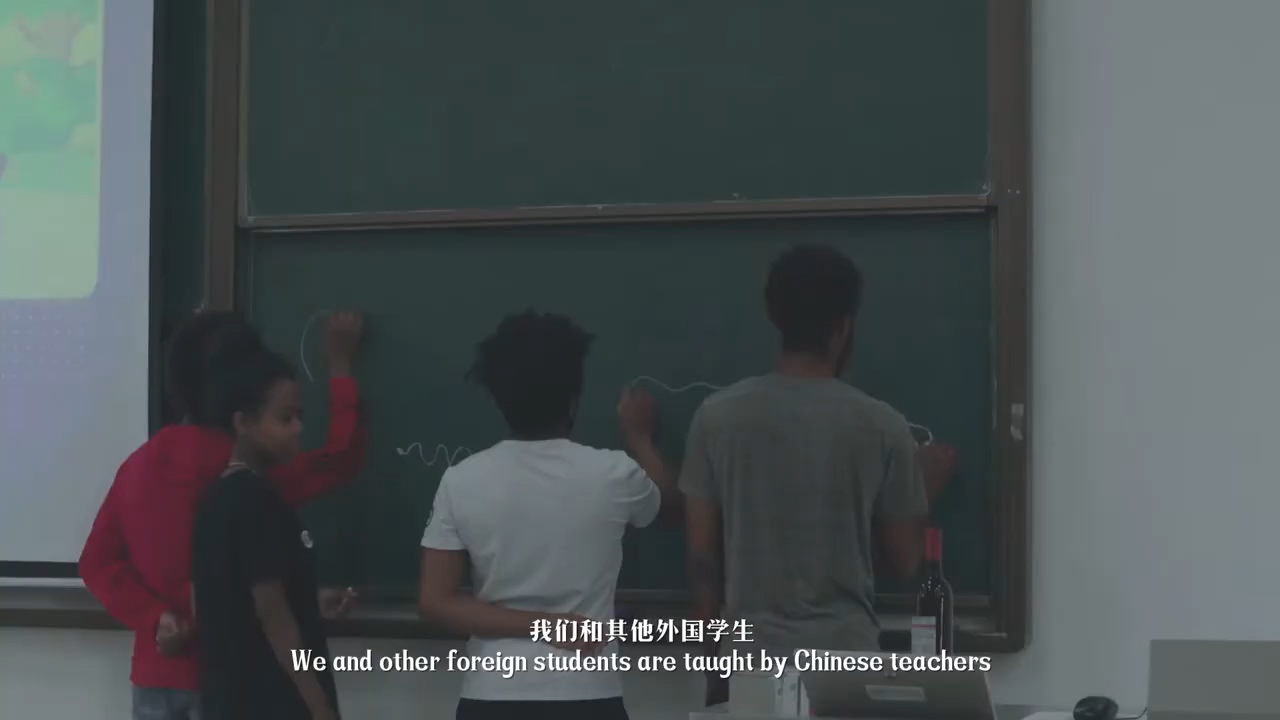 我们和其他外国学生
We and other foreign students are taught by Chinese teachers